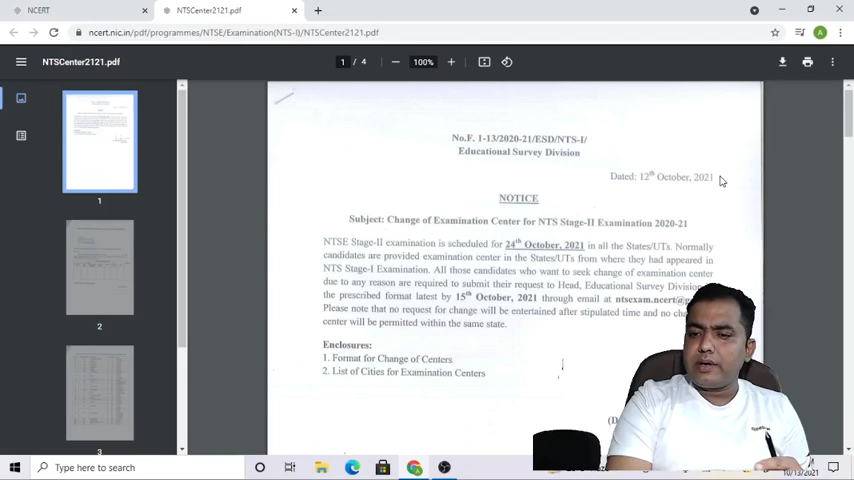 NCERT
NTSCenter2121.pdf
ncert.nic.in/pdf/programmes/NTSE/Examination(NTS-I)/NTSCenter2121.pdf
A
NTSCenter2121.pdf
1 / 4
100%
No.F. 1-13/2020-21/ESD/NTS-I/
Educational Survey Division
Dated: 12th October, 2021
NOTICE
Subject: Change of Examination Center for NTS Stage-II Examination 2020-21
NTSE Stage-II examination is scheduled for 24th October, 2021 in all the States/UTs. Normally
candidates are provided examination center in the States/UTs from where they had appeared in
NTS Stage-I Examination. All those candidates who want to seek change of examination center
due to any reason are required to submit their request to Head, Educational Survey Division
the prescribed format latest by 15th October, 2021 through email at ntsexam.ncert@g
Please note that no request for change will be entertained after stipulated time and no
center will be permitted within the same state.
Enclosures:
1. Format for Change of Centers
2. List of Cities for Examination Centers
(D
1
2
3
Type here to search
10/13/2021